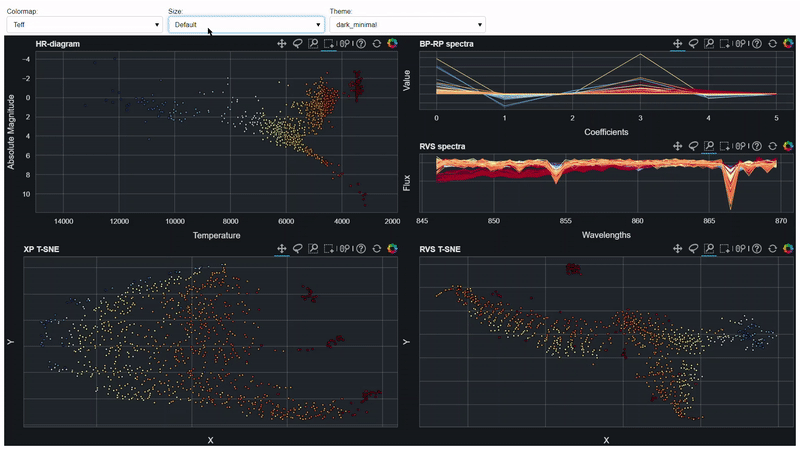 Colormap: Size: Theme:
Teff Default dark_minimal
HR-diagram
−4
−2
0
2
4
6
8
10
Absolute Magnitude
14000 12000 10000 8000 6000 4000 2000
Temperature
BP-RP spectra
Value
0 1 2 3 4 5
Coefficients
RVS spectra
Flux
845 850 855 860 865 870
Wavelengths
XP T-SNE
Y
X
RVS T-SNE
Y
X